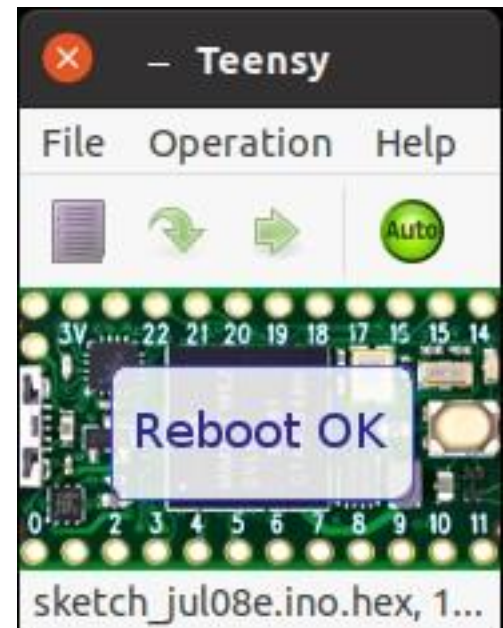 – Teensy
File Operation Help
Auto
3V 22 21 20 19 18 17 16 15 14
Reboot OK
0 2 3 4 5 6 7 8 9 10 11
sketch_jul08e.ino.hex, 1...